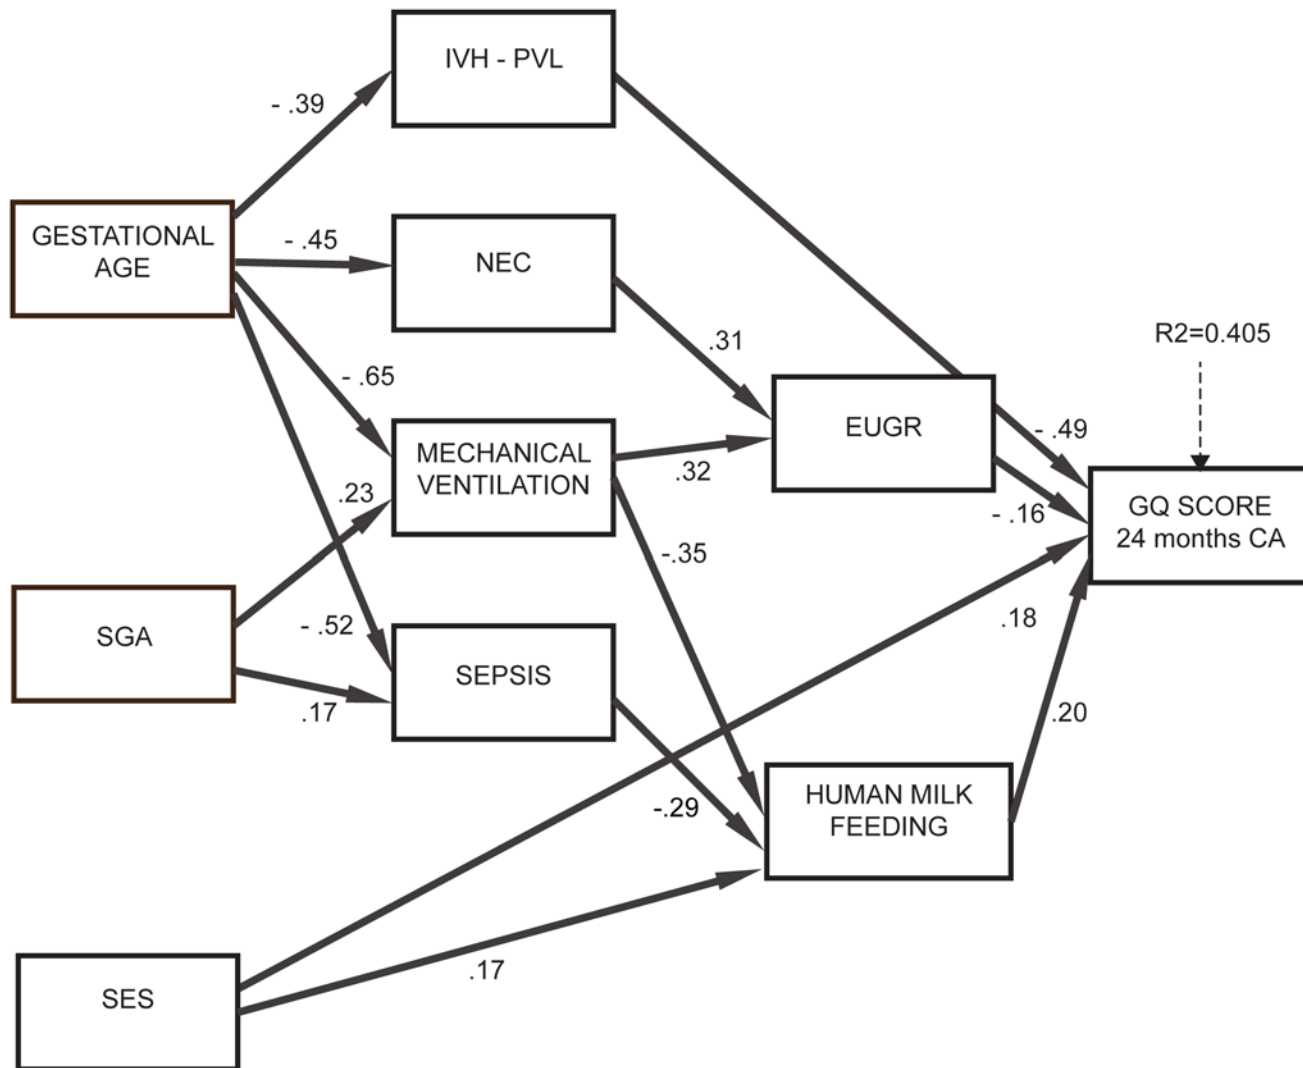 IVH - PVL
- .39
GESTATIONAL
AGE
- .45
NEC
.31
R2=0.405
- .65
EUGR
- .49
MECHANICAL
VENTILATION
.32
.23
- .16
GQ SCORE
24 months CA
-.35
SGA
- .52
.18
SEPSIS
.17
.20
-.29
HUMAN MILK
FEEDING
.17
SES